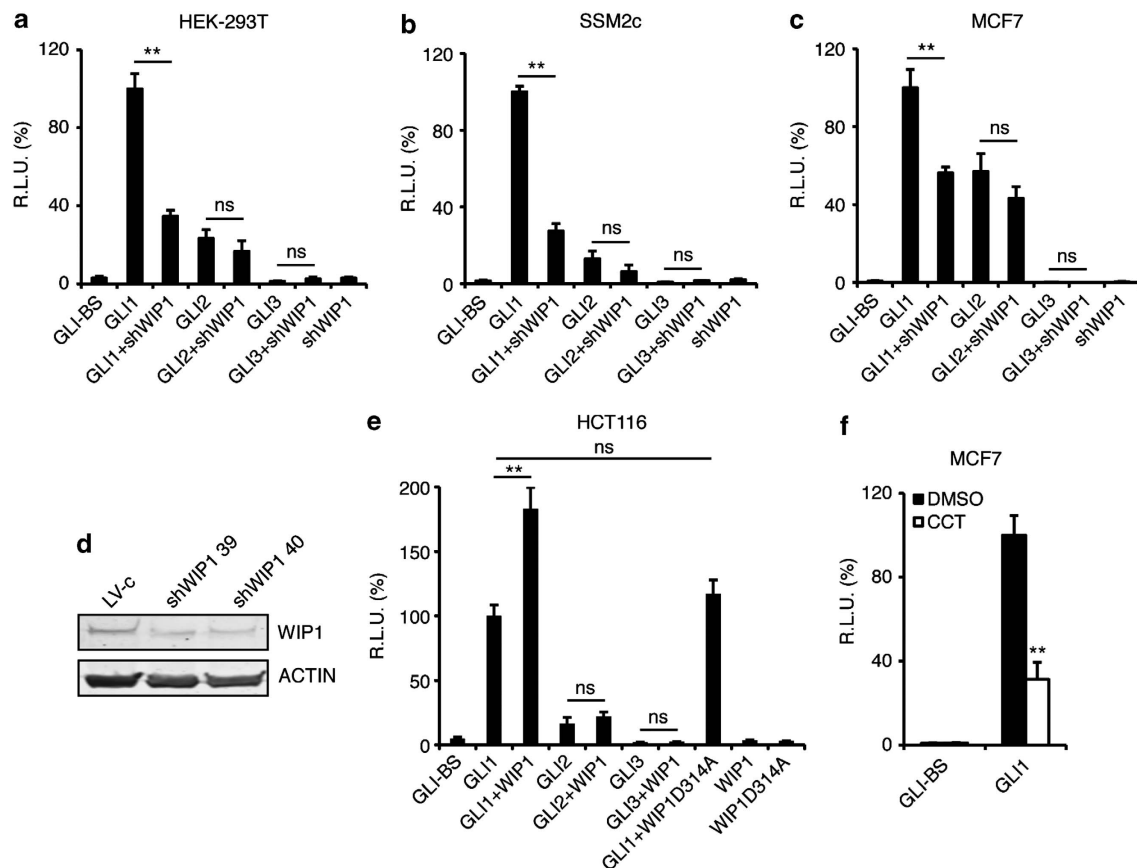 a
HEK-293T
R.L.U. (%)
120
80
40
0
**
ns
ns
GLI-BS
GLI1
GLI1+shWIP1
GLI2
GLI2+shWIP1
GLI3
GLI3+shWIP1
shWIP1
b
SSM2c
R.L.U. (%)
120
80
40
0
**
ns
ns
GLI-BS
GLI1
GLI1+shWIP1
GLI2
GLI2+shWIP1
GLI3
GLI3+shWIP1
shWIP1
c
MCF7
R.L.U. (%)
120
80
40
0
**
ns
ns
GLI-BS
GLI1
GLI1+shWIP1
GLI2
GLI2+shWIP1
GLI3
GLI3+shWIP1
shWIP1
d
LV-c
shWIP1 39
shWIP1 40
WIP1
ACTIN
e
HCT116
R.L.U. (%)
200
150
100
50
0
ns
**
ns
ns
GLI-BS
GLI1
GLI1+WIP1
GLI2
GLI2+WIP1
GLI3
GLI3+WIP1
GLI1+WIP1D314A
WIP1
WIP1D314A
f
MCF7
R.L.U. (%)
120
80
40
0
DMSO
CCT
**
GLI-BS
GLI1